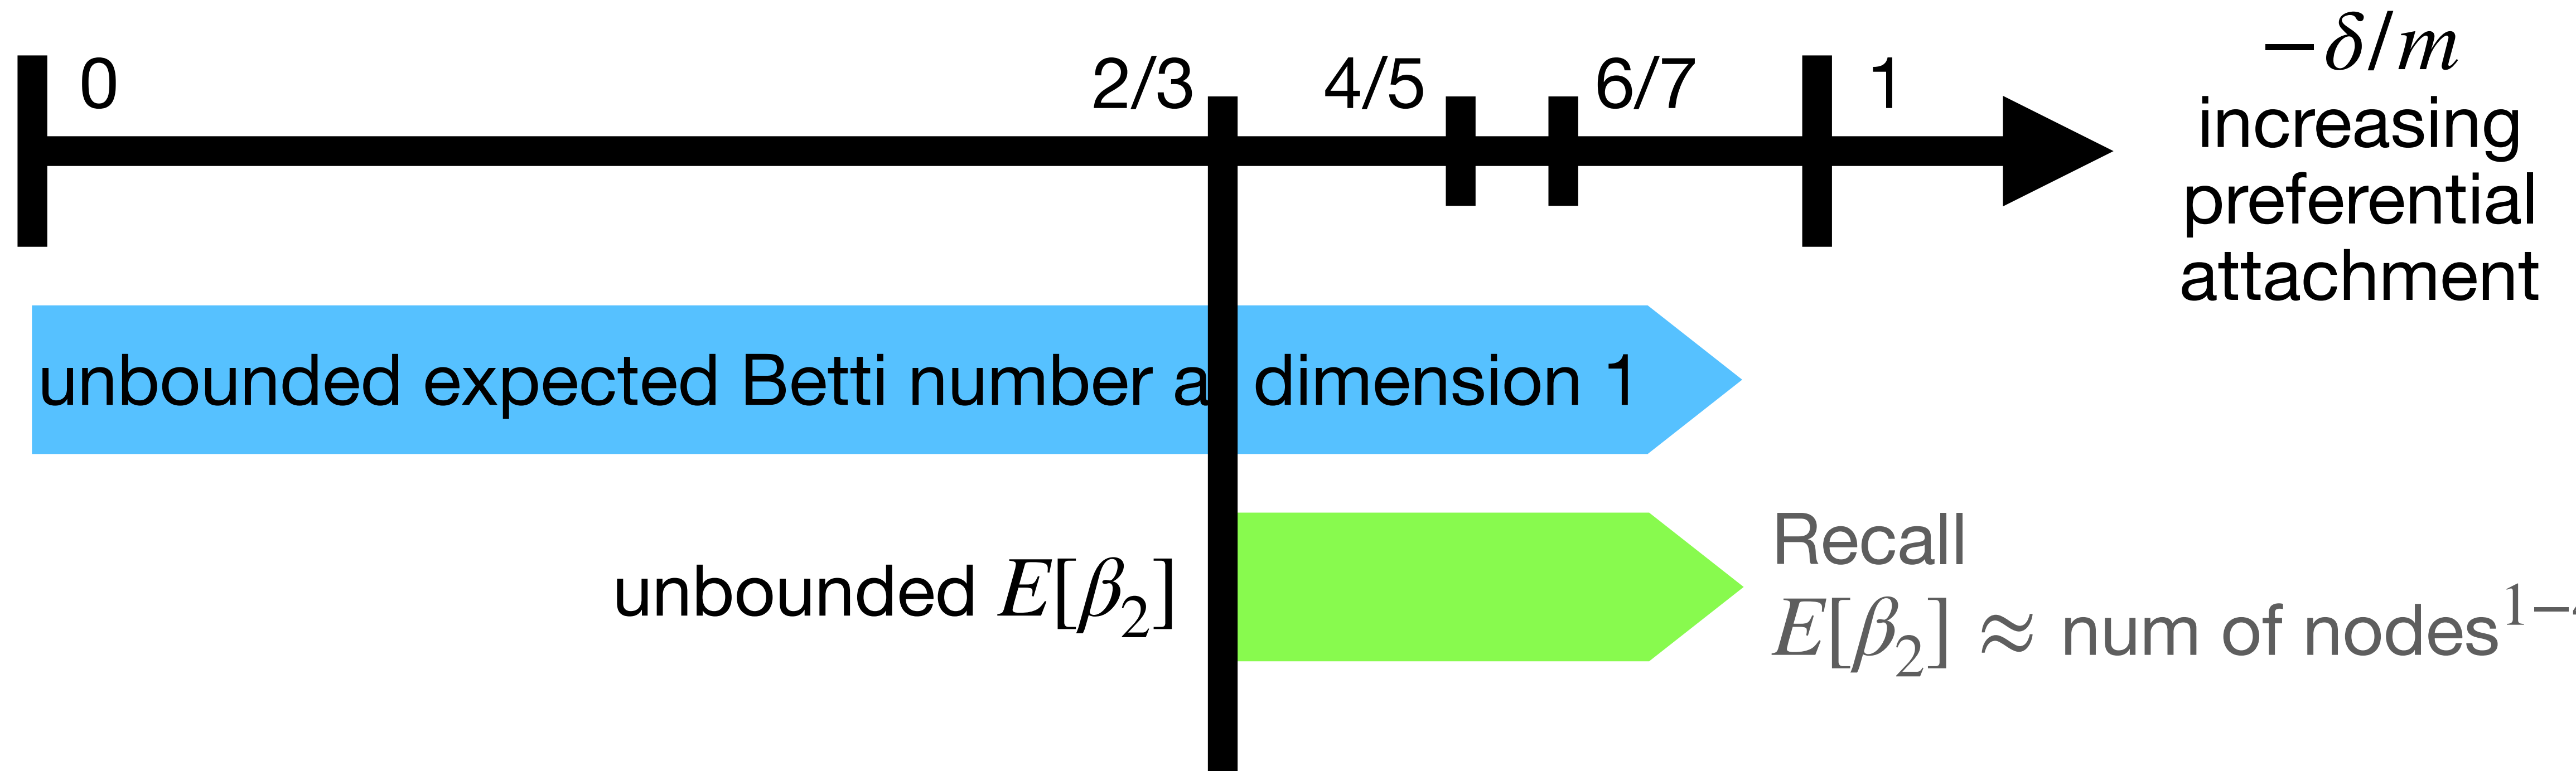 0
2/3
4/5
6/7
1
−δ/m
increasing
preferential
attachment
unbounded expected Betti number a dimension 1
unbounded E[β₂]
Recall
E[β₂] ≈ num of nodes¹⁻